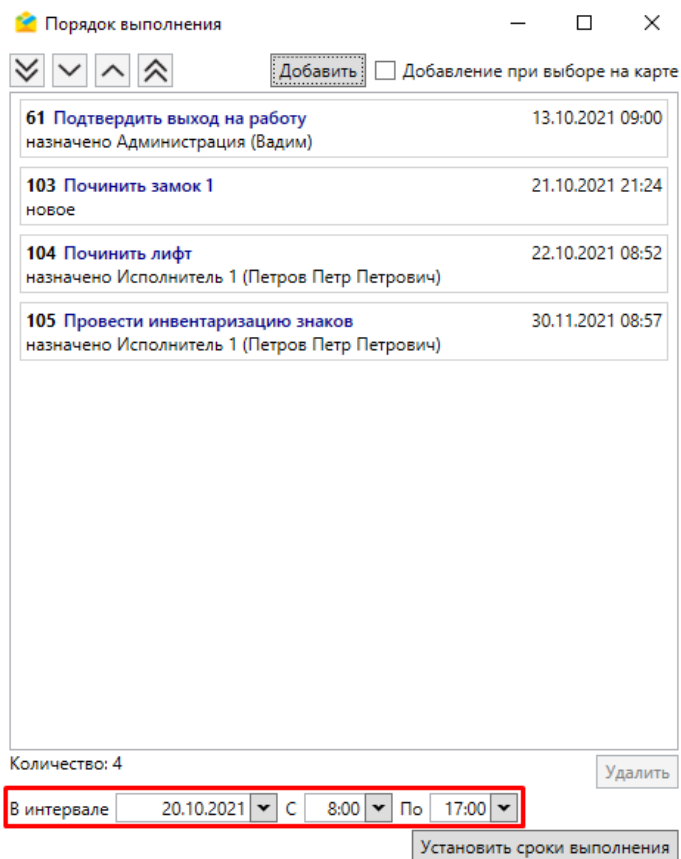 Порядок выполнения
Добавить Добавление при выборе на карте
61 Подтвердить выход на работу 13.10.2021 09:00
назначено Администрация (Вадим)
103 Починить замок 1 21.10.2021 21:24
новое
104 Починить лифт 22.10.2021 08:52
назначено Исполнитель 1 (Петров Петр Петрович)
105 Провести инвентаризацию знаков 30.11.2021 08:57
назначено Исполнитель 1 (Петров Петр Петрович)
Количество: 4
Удалить
В интервале 20.10.2021 С 8:00 По 17:00
Установить сроки выполнения